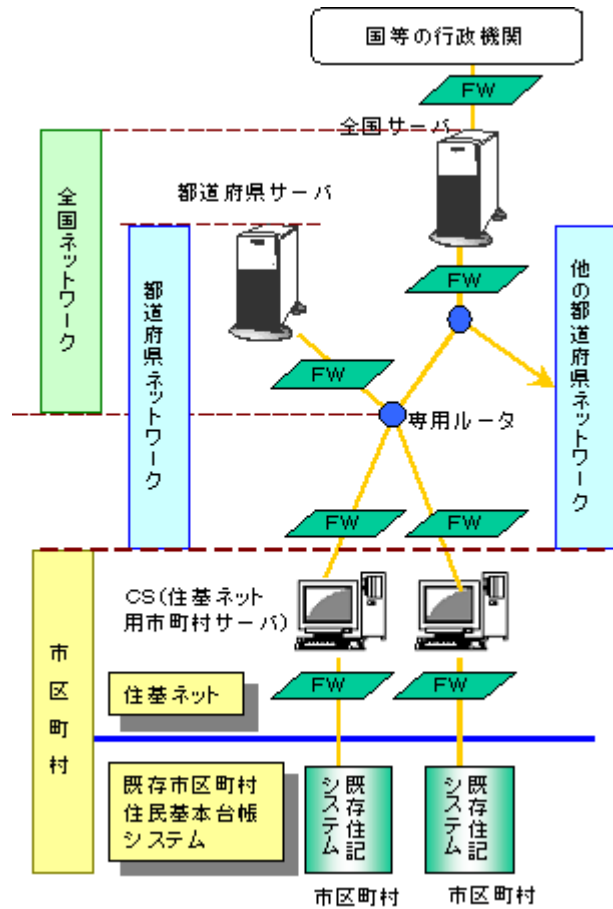 国等の行政機関
FW
全国サーバ
都道府県サーバ
全国ネットワーク
都道府県ネットワーク
FW
他の都道府県ネットワーク
FW
専用ルータ
FW
FW
CS(住基ネット
用市町村サーバ)
市区町村
住基ネット
FW
FW
既存市区町村
住民基本台帳
システム
既存住記
システム
既存住記
システム
市区町村
市区町村